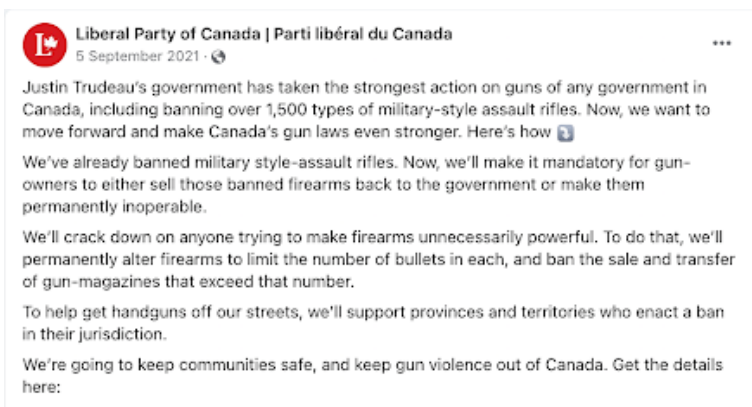 Liberal Party of Canada | Parti libéral du Canada
5 September 2021 ·
Justin Trudeau's government has taken the strongest action on guns of any government in
Canada, including banning over 1,500 types of military-style assault rifles. Now, we want to
move forward and make Canada's gun laws even stronger. Here's how ⤵️
We've already banned military style-assault rifles. Now, we'll make it mandatory for gun-
owners to either sell those banned firearms back to the government or make them
permanently inoperable.
We'll crack down on anyone trying to make firearms unnecessarily powerful. To do that, we'll
permanently alter firearms to limit the number of bullets in each, and ban the sale and transfer
of gun-magazines that exceed that number.
To help get handguns off our streets, we'll support provinces and territories who enact a ban
in their jurisdiction.
We're going to keep communities safe, and keep gun violence out of Canada. Get the details
here: